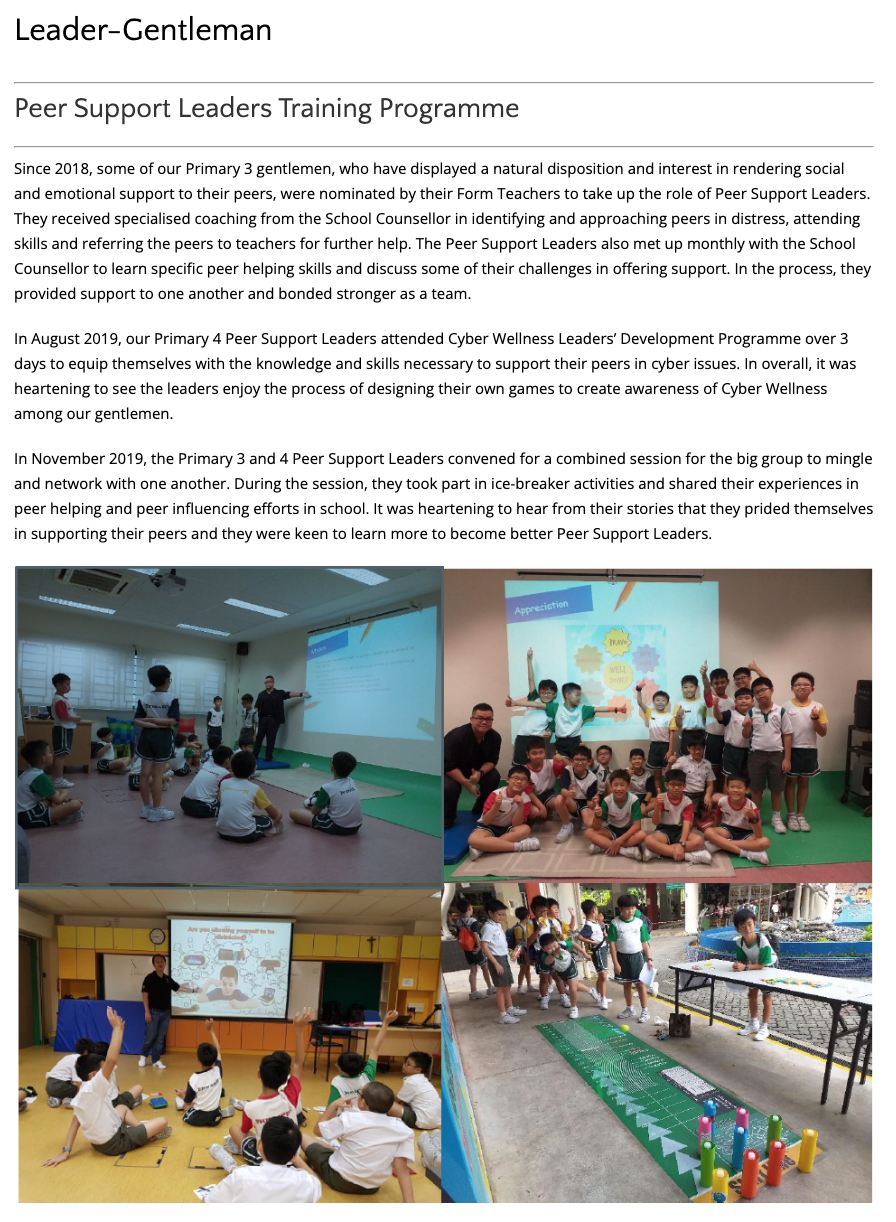 Leader-Gentleman
Peer Support Leaders Training Programme
Since 2018, some of our Primary 3 gentlemen, who have displayed a natural disposition and interest in rendering social
and emotional support to their peers, were nominated by their Form Teachers to take up the role of Peer Support Leaders.
They received specialised coaching from the School Counsellor in identifying and approaching peers in distress, attending
skills and referring the peers to teachers for further help. The Peer Support Leaders also met up monthly with the School
Counsellor to learn specific peer helping skills and discuss some of their challenges in offering support. In the process, they
provided support to one another and bonded stronger as a team.
In August 2019, our Primary 4 Peer Support Leaders attended Cyber Wellness Leaders’ Development Programme over 3
days to equip themselves with the knowledge and skills necessary to support their peers in cyber issues. In overall, it was
heartening to see the leaders enjoy the process of designing their own games to create awareness of Cyber Wellness
among our gentlemen.
In November 2019, the Primary 3 and 4 Peer Support Leaders convened for a combined session for the big group to mingle
and network with one another. During the session, they took part in ice-breaker activities and shared their experiences in
peer helping and peer influencing efforts in school. It was heartening to hear from their stories that they prided themselves
in supporting their peers and they were keen to learn more to become better Peer Support Leaders.
Appreciation
BRAVO
WELL
Are you allowing yourself to be
distracted?